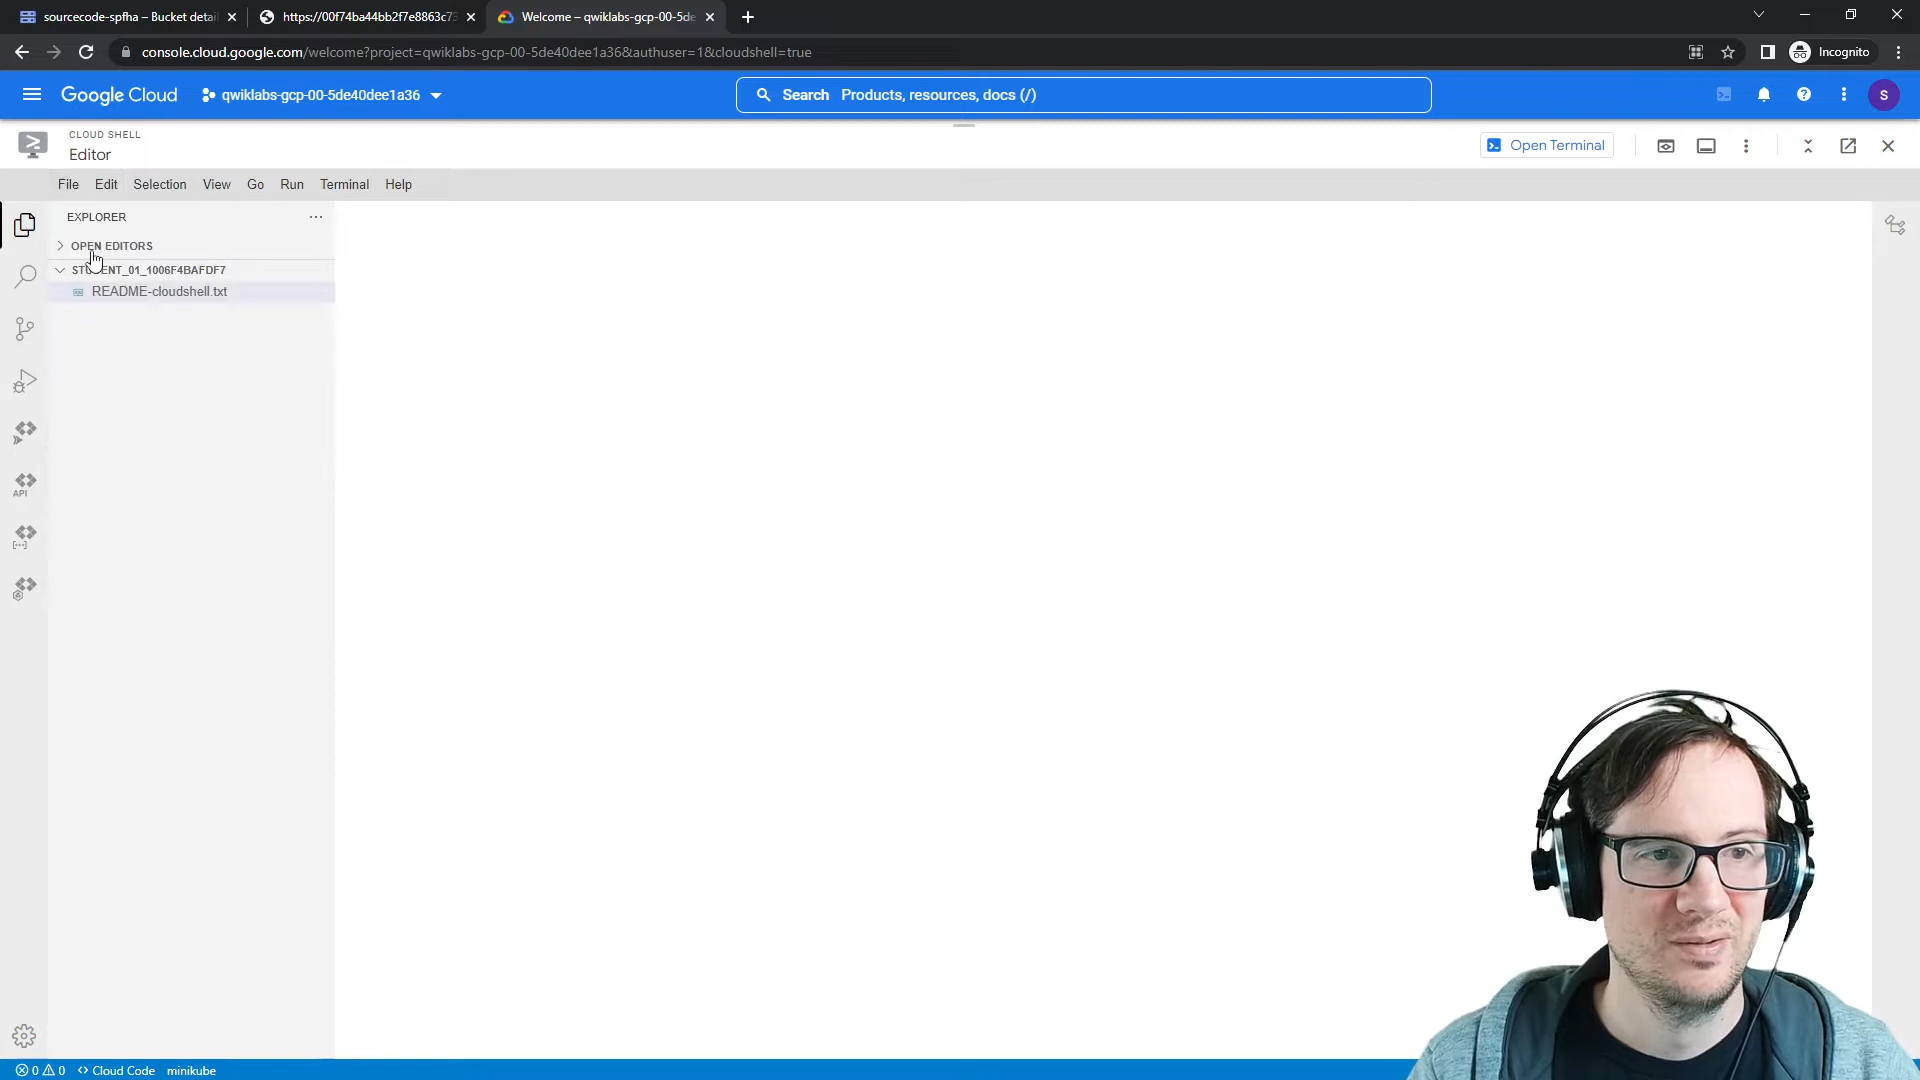 sourcecode-spfha – Bucket detai
https://00f74ba44bb2f7e8863c73
Welcome – qwiklabs-gcp-00-5de
console.cloud.google.com/welcome?project=qwiklabs-gcp-00-5de40dee1a36&authuser=1&cloudshell=true
Incognito
Google Cloud
qwiklabs-gcp-00-5de40dee1a36
Search Products, resources, docs (/)
S
CLOUD SHELL
Editor
Open Terminal
File Edit Selection View Go Run Terminal Help
EXPLORER
OPEN EDITORS
STUDENT_01_1006F4BAFDF7
README-cloudshell.txt
API
0 0 Cloud Code minikube